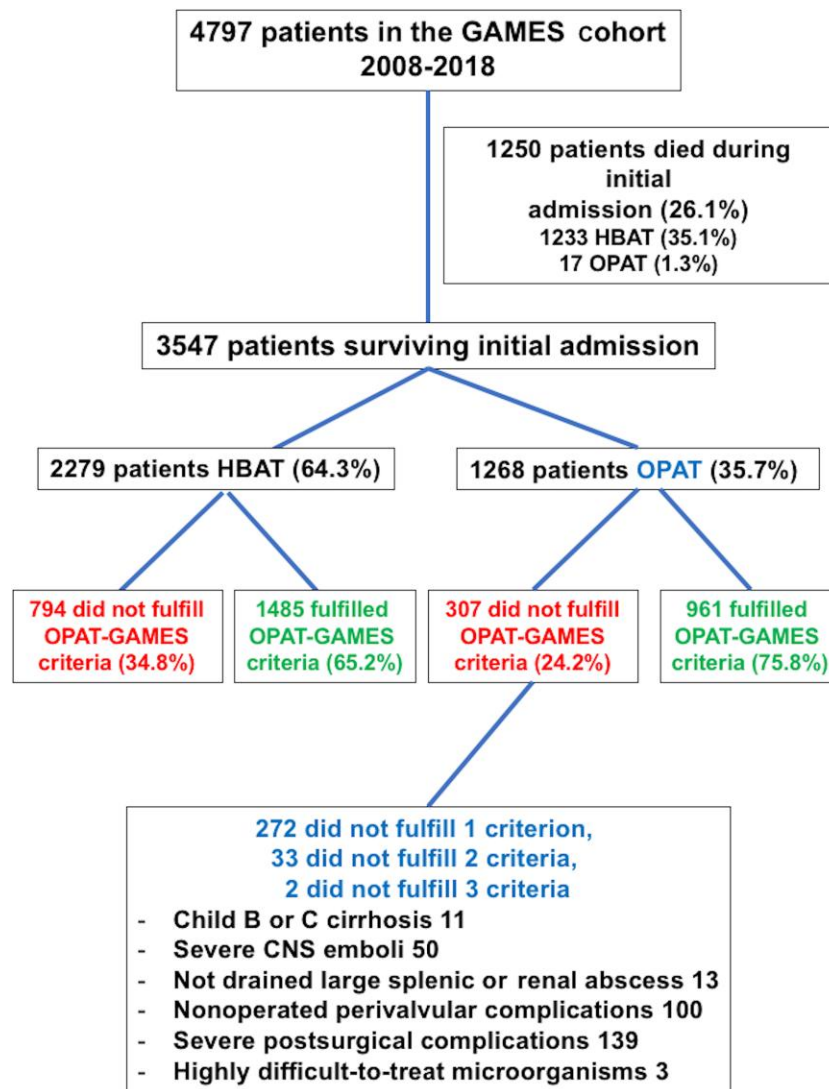 4797 patients in the GAMES cohort
2008-2018
1250 patients died during
initial
admission (26.1%)
1233 HBAT (35.1%)
17 OPAT (1.3%)
3547 patients surviving initial admission
2279 patients HBAT (64.3%)
1268 patients OPAT (35.7%)
794 did not fulfill
OPAT-GAMES
criteria (34.8%)
1485 fulfilled
OPAT-GAMES
criteria (65.2%)
307 did not fulfill
OPAT-GAMES
criteria (24.2%)
961 fulfilled
OPAT-GAMES
criteria (75.8%)
272 did not fulfill 1 criterion,
33 did not fulfill 2 criteria,
2 did not fulfill 3 criteria
- Child B or C cirrhosis 11
- Severe CNS emboli 50
- Not drained large splenic or renal abscess 13
- Nonoperated perivalvular complications 100
- Severe postsurgical complications 139
- Highly difficult-to-treat microorganisms 3